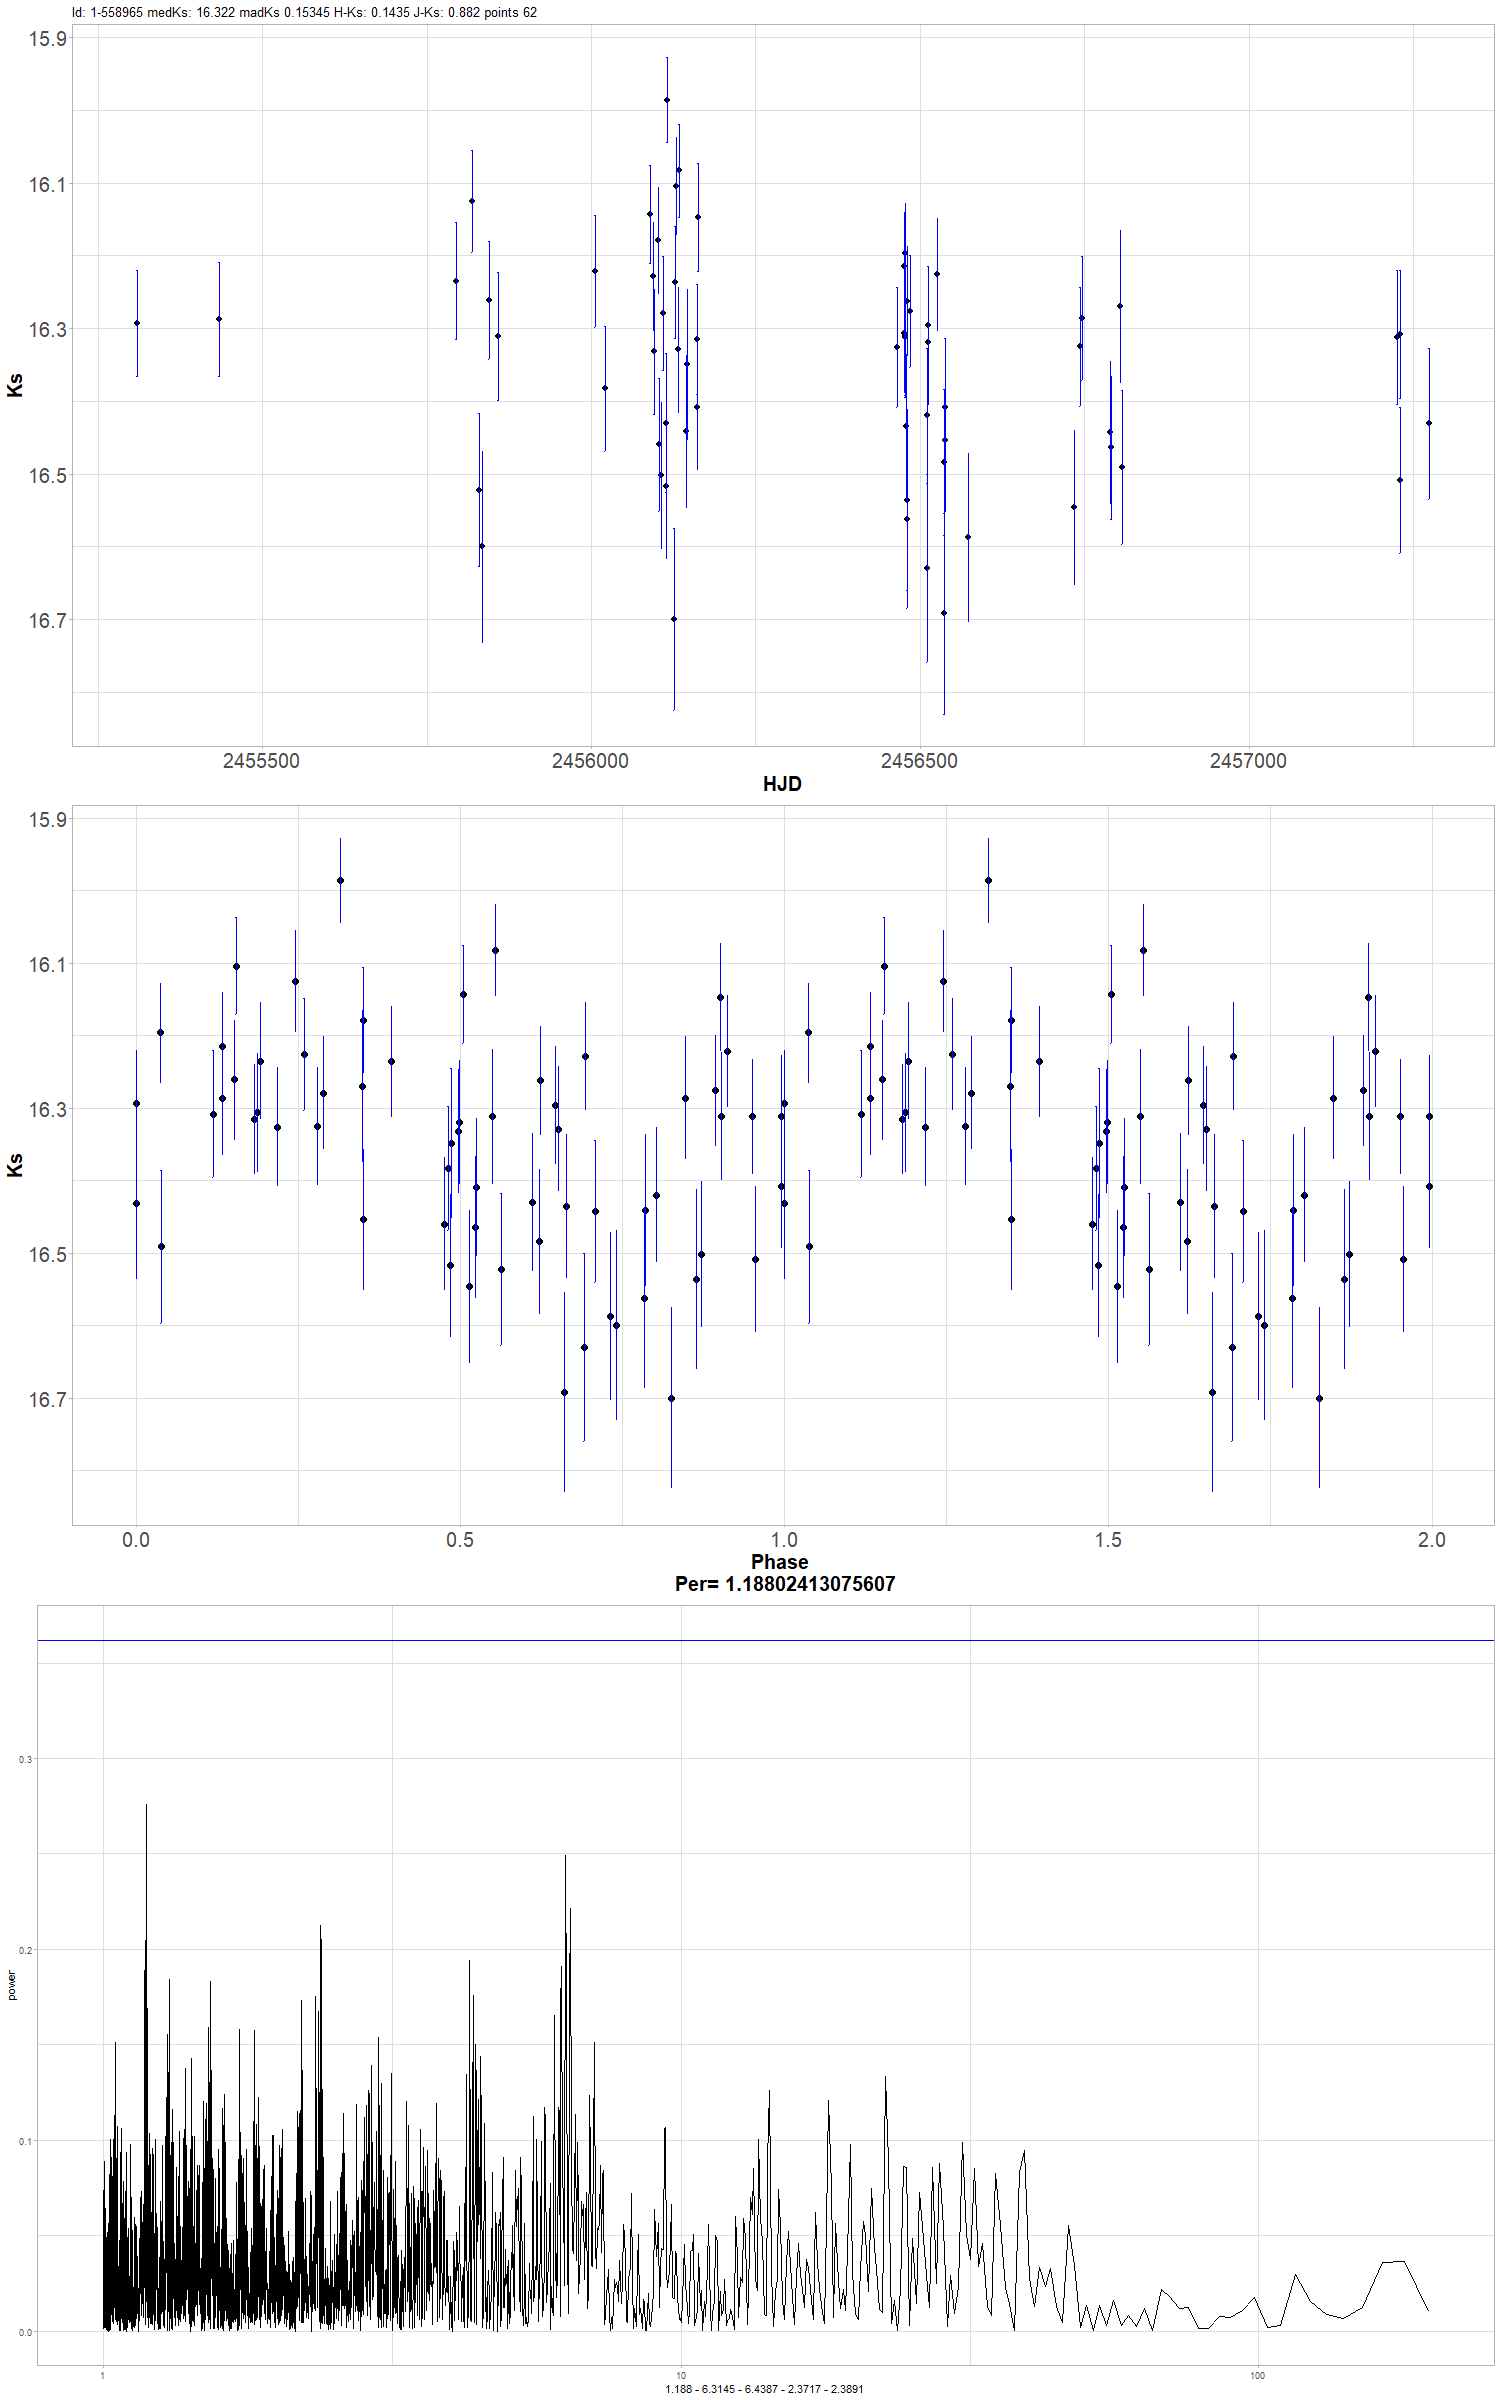 Id: 1-558965 medKs: 16.322 madKs 0.15345 H-Ks: 0.1435 J-Ks: 0.882 points 62
15.9
16.1
16.3
16.5
16.7
Ks
2455500 2456000 2456500 2457000
HJD
15.9
16.1
16.3
16.5
16.7
Ks
0.0 0.5 1.0 1.5 2.0
Phase
Per= 1.18802413075607
0.3
0.2
0.1
0.0
power
1 10 100
1.188 - 6.3145 - 6.4387 - 2.3717 - 2.3891